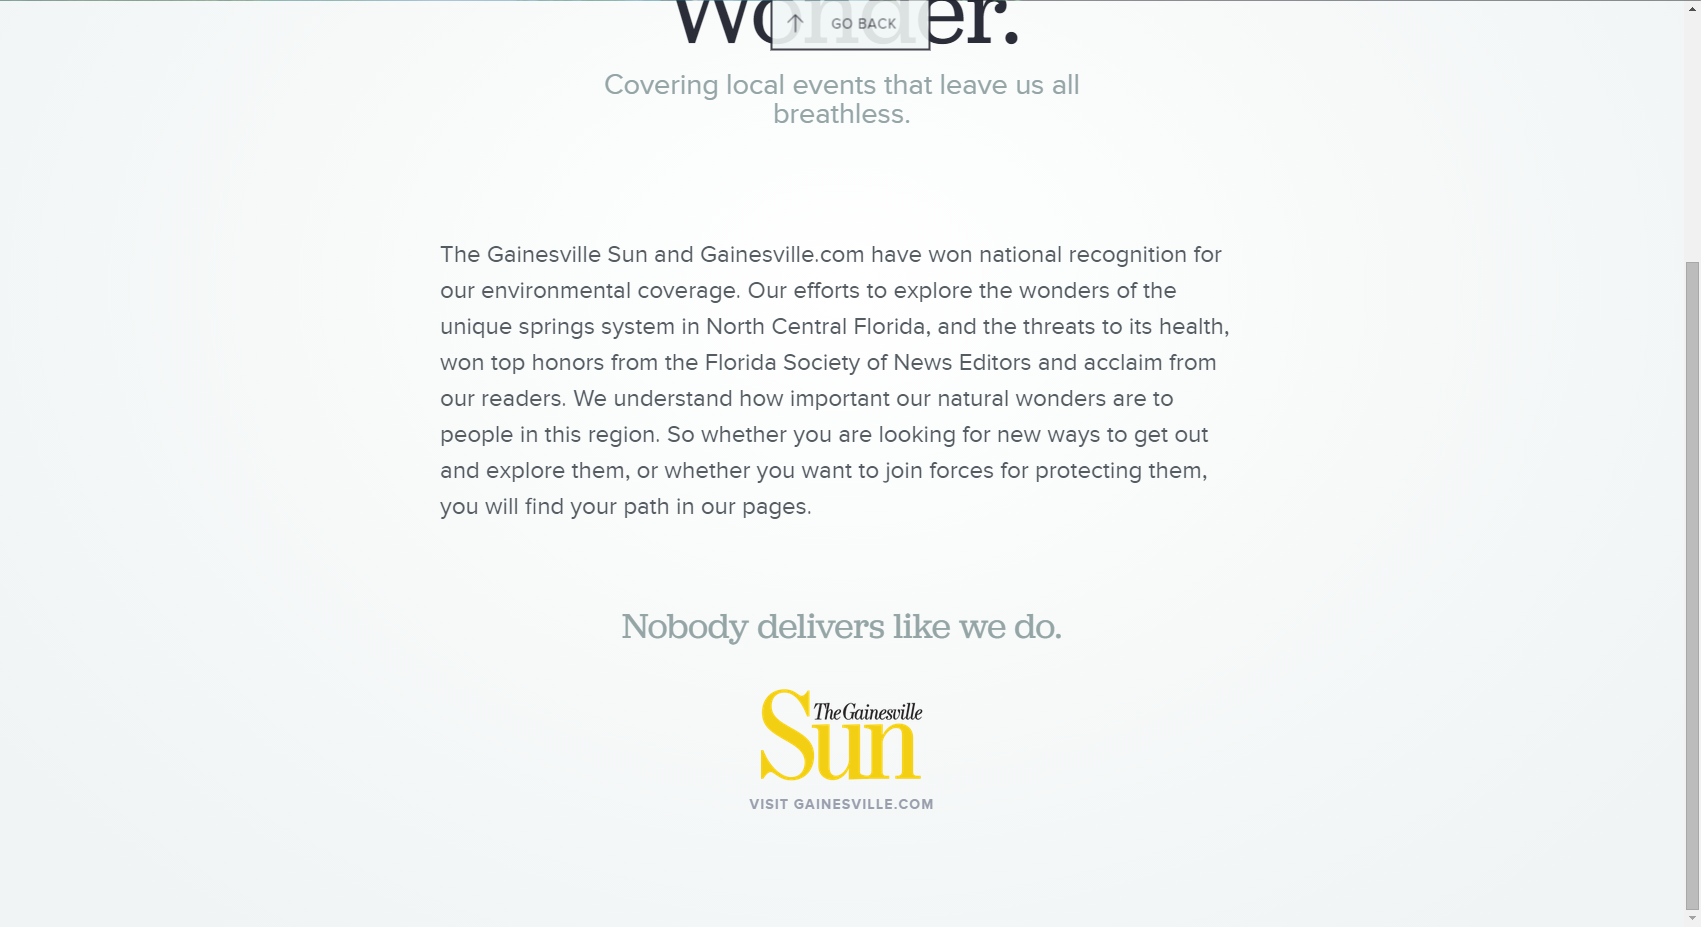 Wonder.
GO BACK
Covering local events that leave us all
breathless.
The Gainesville Sun and Gainesville.com have won national recognition for
our environmental coverage. Our efforts to explore the wonders of the
unique springs system in North Central Florida, and the threats to its health,
won top honors from the Florida Society of News Editors and acclaim from
our readers. We understand how important our natural wonders are to
people in this region. So whether you are looking for new ways to get out
and explore them, or whether you want to join forces for protecting them,
you will find your path in our pages.
Nobody delivers like we do.
The Gainesville
Sun
VISIT GAINESVILLE.COM